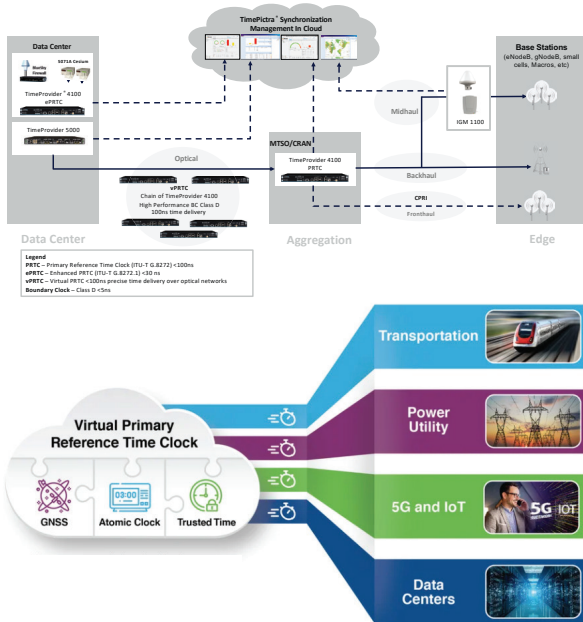 TimePictra® Synchronization
Management In Cloud
Data Center
5071A Cesium
BlueSky
Firewall
TimeProvider® 4100
ePRTC
TimeProvider 5000
Optical
vPRTC
Chain of TimeProvider 4100
High Performance BC Class D
100ns time delivery
MTSO/CRAN
TimeProvider 4100
PRTC
Midhaul
IGM 1100
Backhaul
CPRI
Fronthaul
Base Stations
(eNodeB, gNodeB, small
cells, Macros, etc)
Data Center
Aggregation
Edge
Legend
PRTC – Primary Reference Time Clock (ITU-T G.8272) <100ns
ePRTC – Enhanced PRTC (ITU-T G.8272.1) <30 ns
vPRTC – Virtual PRTC <100ns precise time delivery over optical networks
Boundary Clock – Class D <5ns
Virtual Primary
Reference Time Clock
03:00
GNSS
Atomic Clock
Trusted Time
Transportation
Power
Utility
5G and IoT
5G
IOT
Data
Centers